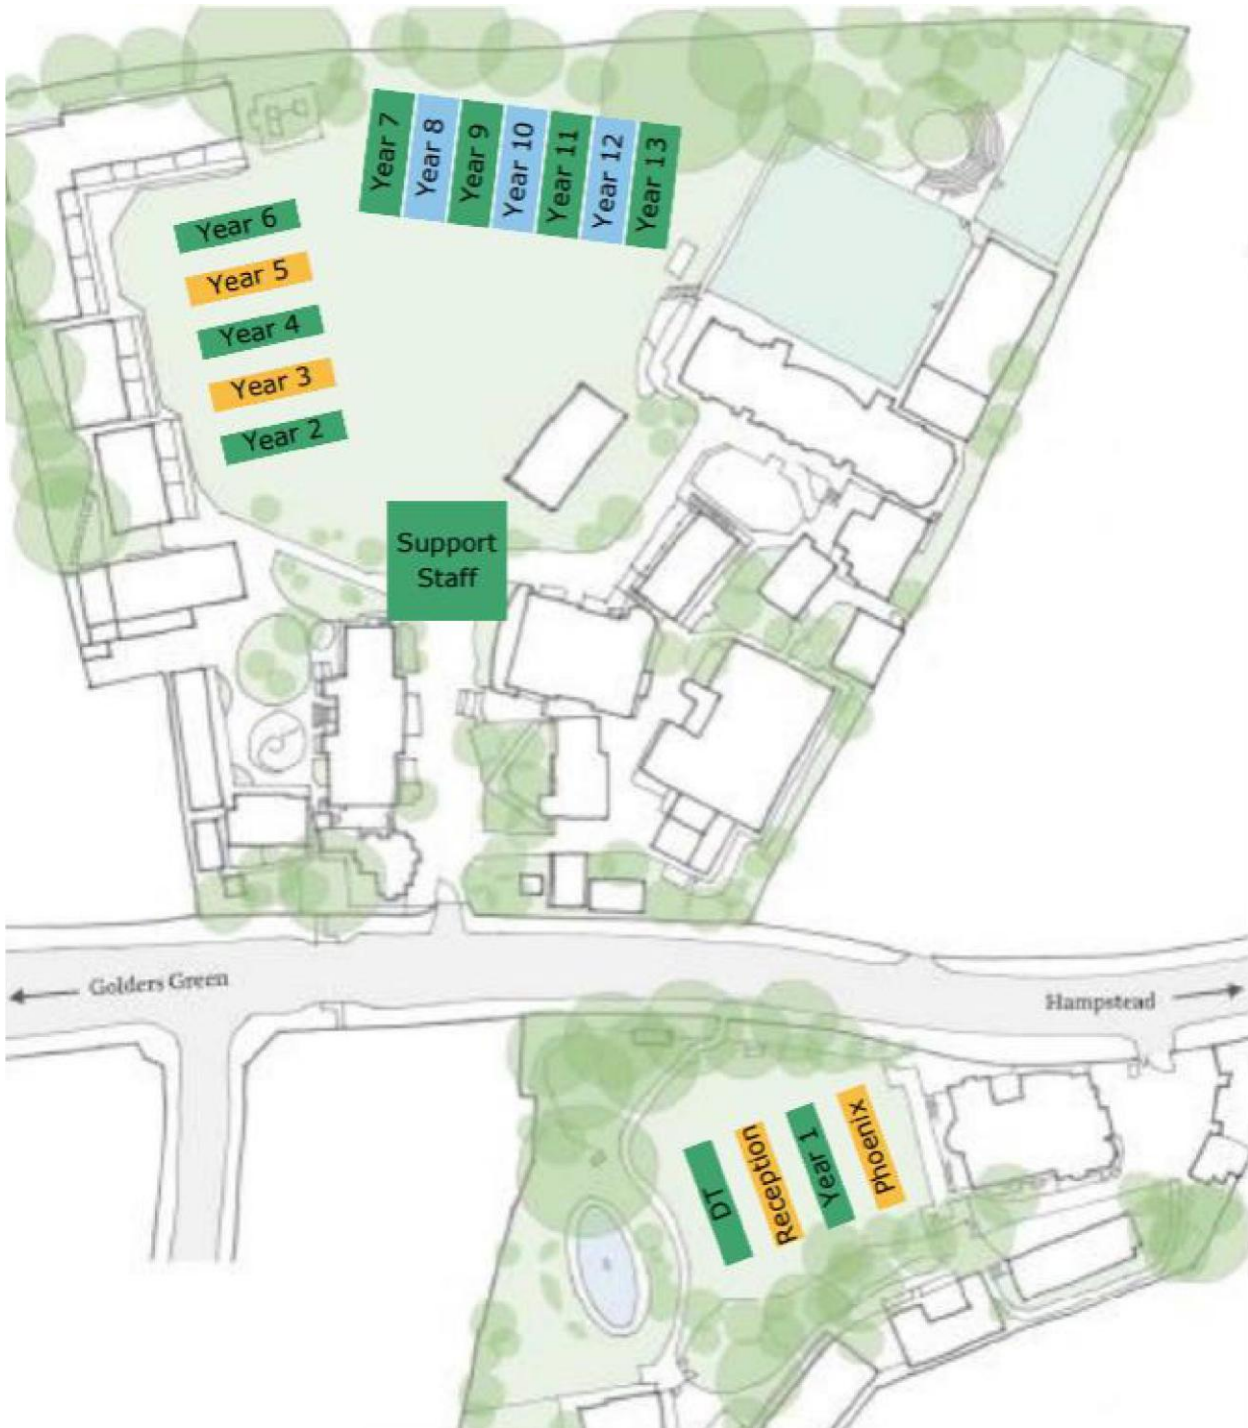 Year 7
Year 8
Year 9
Year 10
Year 11
Year 12
Year 13
Year 6
Year 5
Year 4
Year 3
Year 2
Support
Staff
Golders Green
Hampstead
DT
Reception
Year 1
Phoenix